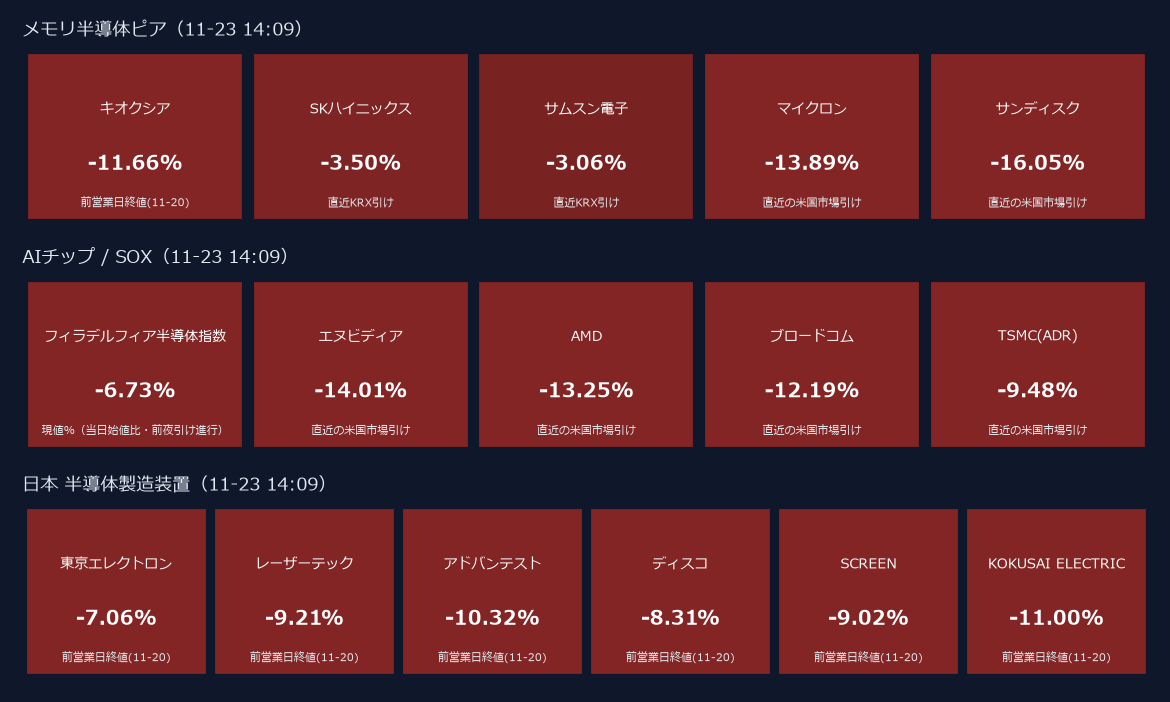 メモリ半導体ピア（11-23 14:09）
キオクシア
-11.66%
前営業日終値(11-20)
SKハイニックス
-3.50%
直近KRX引け
サムスン電子
-3.06%
直近KRX引け
マイクロン
-13.89%
直近の米国市場引け
サンディスク
-16.05%
直近の米国市場引け
AIチップ / SOX（11-23 14:09）
フィラデルフィア半導体指数
-6.73%
現値%（当日始値比・前夜引け進行）
エヌビディア
-14.01%
直近の米国市場引け
AMD
-13.25%
直近の米国市場引け
ブロードコム
-12.19%
直近の米国市場引け
TSMC(ADR)
-9.48%
直近の米国市場引け
日本 半導体製造装置（11-23 14:09）
東京エレクトロン
-7.06%
前営業日終値(11-20)
レーザーテック
-9.21%
前営業日終値(11-20)
アドバンテスト
-10.32%
前営業日終値(11-20)
ディスコ
-8.31%
前営業日終値(11-20)
SCREEN
-9.02%
前営業日終値(11-20)
KOKUSAI ELECTRIC
-11.00%
前営業日終値(11-20)